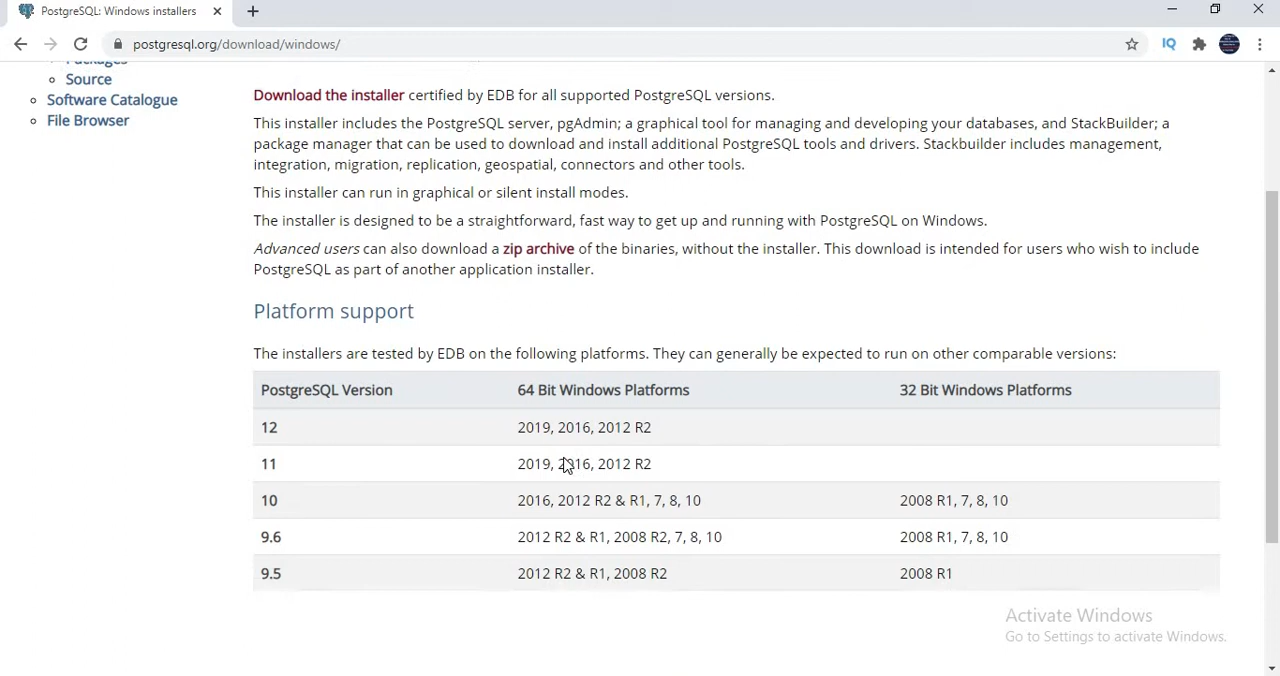 PostgreSQL: Windows installers
postgresql.org/download/windows/
IQ
Packages
Source
Software Catalogue
File Browser
Download the installer certified by EDB for all supported PostgreSQL versions.
This installer includes the PostgreSQL server, pgAdmin; a graphical tool for managing and developing your databases, and StackBuilder; a
package manager that can be used to download and install additional PostgreSQL tools and drivers. Stackbuilder includes management,
integration, migration, replication, geospatial, connectors and other tools.
This installer can run in graphical or silent install modes.
The installer is designed to be a straightforward, fast way to get up and running with PostgreSQL on Windows.
Advanced users can also download a zip archive of the binaries, without the installer. This download is intended for users who wish to include
PostgreSQL as part of another application installer.
Platform support
The installers are tested by EDB on the following platforms. They can generally be expected to run on other comparable versions:
PostgreSQL Version 64 Bit Windows Platforms 32 Bit Windows Platforms
12 2019, 2016, 2012 R2
11 2019, 2016, 2012 R2
10 2016, 2012 R2 & R1, 7, 8, 10 2008 R1, 7, 8, 10
9.6 2012 R2 & R1, 2008 R2, 7, 8, 10 2008 R1, 7, 8, 10
9.5 2012 R2 & R1, 2008 R2 2008 R1
Activate Windows
Go to Settings to activate Windows.